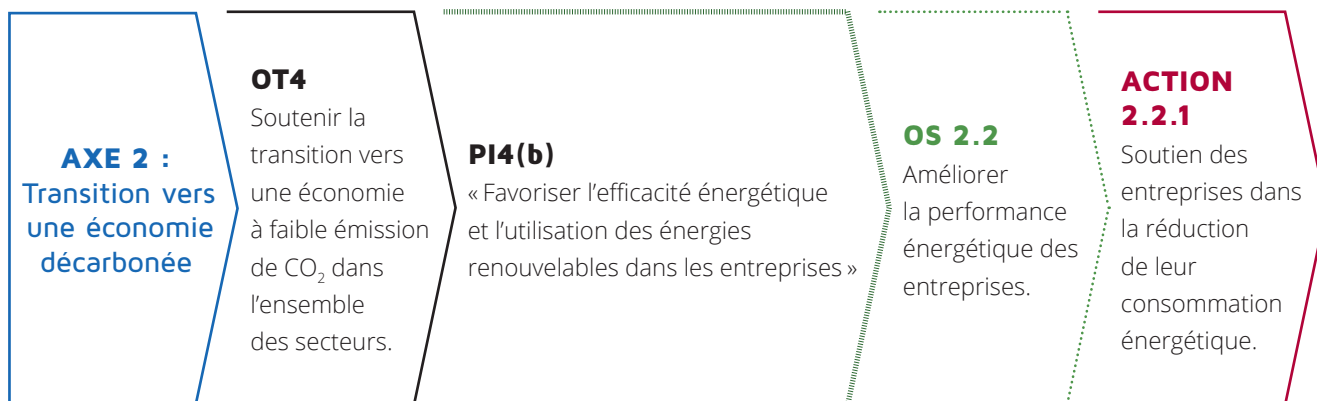 AXE 2 :
Transition vers
une économie
décarbonée
OT4
Soutenir la
transition vers
une économie
à faible émission
de CO₂ dans
l’ensemble
des secteurs.
PI4(b)
« Favoriser l’efficacité énergétique
et l’utilisation des énergies
renouvelables dans les entreprises »
OS 2.2
Améliorer
la performance
énergétique des
entreprises.
ACTION
2.2.1
Soutien des
entreprises dans
la réduction
de leur
consommation
énergétique.